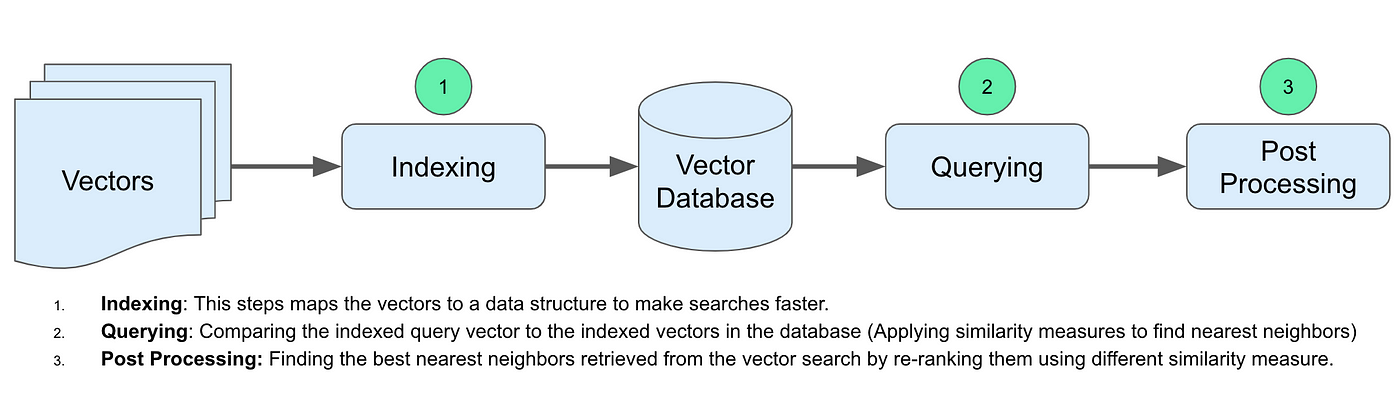 1
2
3
Vectors
Indexing
Vector
Database
Querying
Post
Processing
1. Indexing: This steps maps the vectors to a data structure to make searches faster.
2. Querying: Comparing the indexed query vector to the indexed vectors in the database (Applying similarity measures to find nearest neighbors)
3. Post Processing: Finding the best nearest neighbors retrieved from the vector search by re-ranking them using different similarity measure.